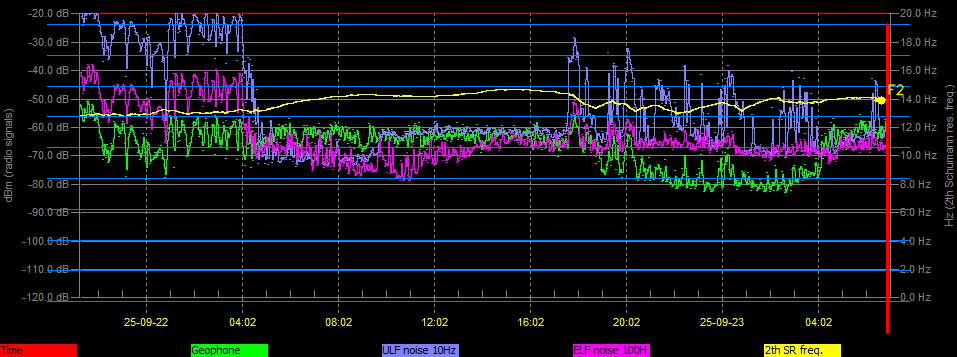 -20.0 dB
20.0 Hz
-30.0 dB
18.0 Hz
-40.0 dB
16.0 Hz
-50.0 dB
F2
14.0 Hz
-60.0 dB
12.0 Hz
-70.0 dB
10.0 Hz
-80.0 dB
8.0 Hz
-90.0 dB
6.0 Hz
-100.0 dB
4.0 Hz
-110.0 dB
2.0 Hz
-120.0 dB
0.0 Hz
dBm (radio signals)
Hz (2th Schumann res. freq.)
25-09-22 04:02 08:02 12:02 16:02 20:02 25-09-23 04:02
Time Geophone ULF noise 10Hz ELF noise 100H 2th SR freq.